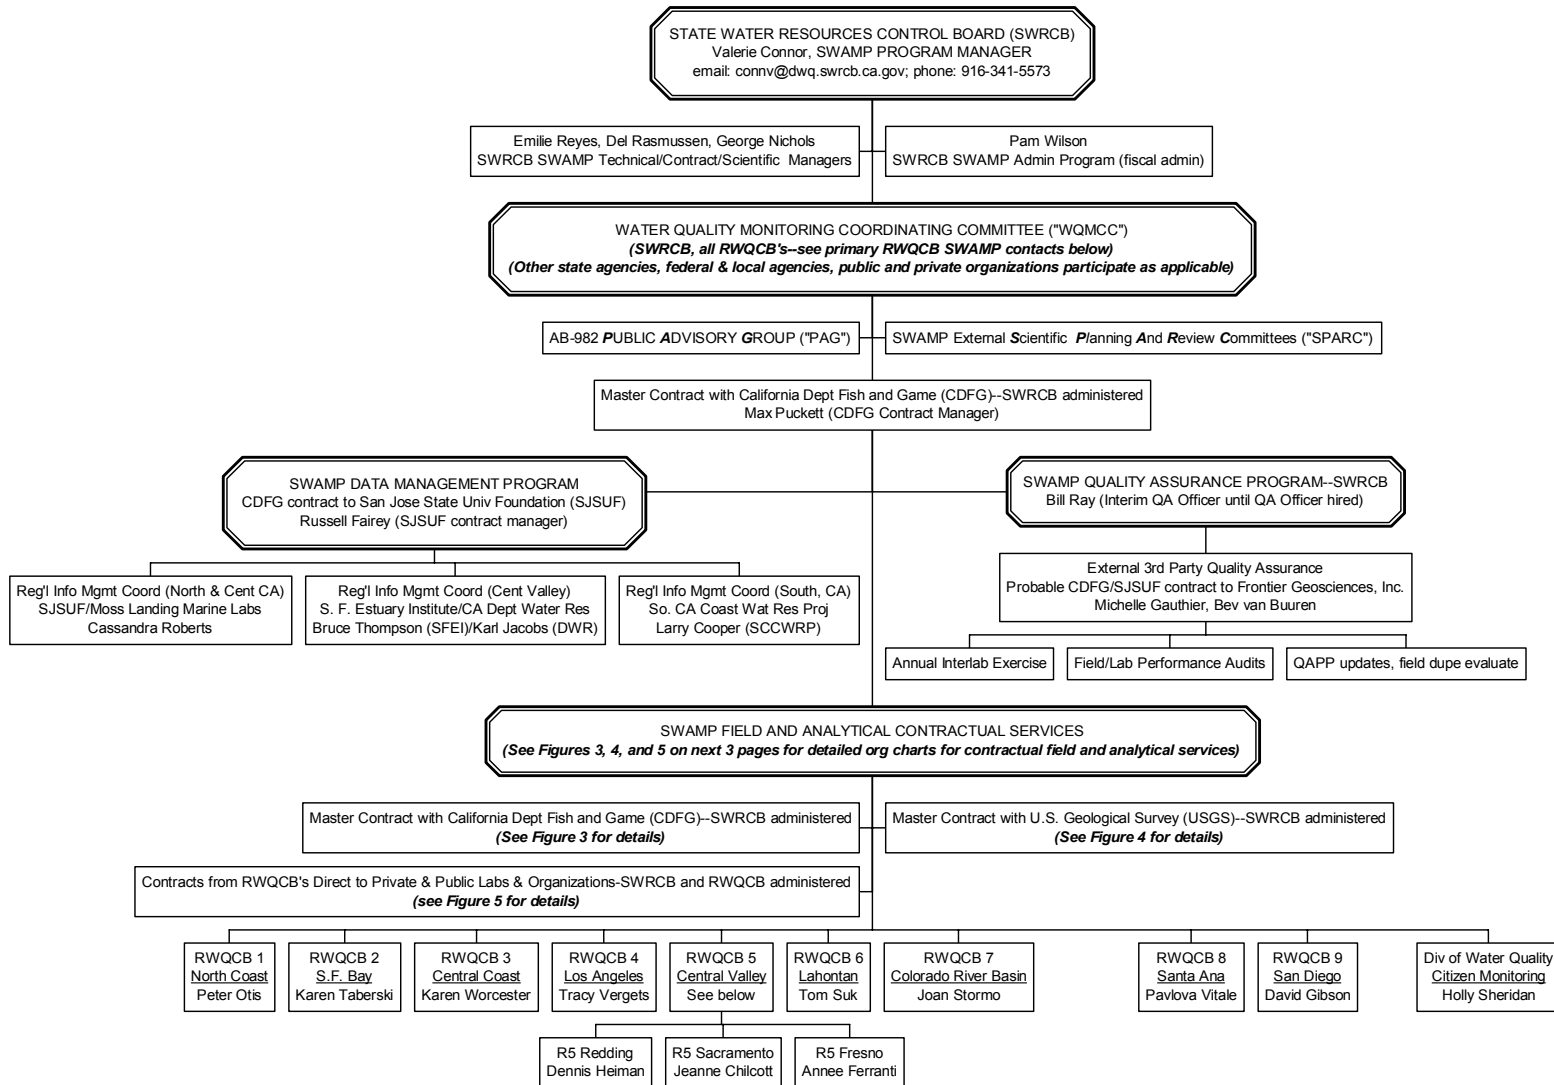 STATE WATER RESOURCES CONTROL BOARD (SWRCB)
Valerie Connor, SWAMP PROGRAM MANAGER
email: connv@dwq.swrcb.ca.gov; phone: 916-341-5573
Emilie Reyes, Del Rasmussen, George Nichols
SWRCB SWAMP Technical/Contract/Scientific Managers
Pam Wilson
SWRCB SWAMP Admin Program (fiscal admin)
WATER QUALITY MONITORING COORDINATING COMMITTEE ("WQMCC")
(SWRCB, all RWQCB's--see primary RWQCB SWAMP contacts below)
(Other state agencies, federal & local agencies, public and private organizations participate as applicable)
AB-982 PUBLIC ADVISORY GROUP ("PAG")
SWAMP External Scientific Planning And Review Committees ("SPARC")
Master Contract with California Dept Fish and Game (CDFG)--SWRCB administered
Max Puckett (CDFG Contract Manager)
SWAMP DATA MANAGEMENT PROGRAM
CDFG contract to San Jose State Univ Foundation (SJSUF)
Russell Fairey (SJSUF contract manager)
SWAMP QUALITY ASSURANCE PROGRAM--SWRCB
Bill Ray (Interim QA Officer until QA Officer hired)
Reg'l Info Mgmt Coord (North & Cent CA)
SJSUF/Moss Landing Marine Labs
Cassandra Roberts
Reg'l Info Mgmt Coord (Cent Valley)
S. F. Estuary Institute/CA Dept Water Res
Bruce Thompson (SFEI)/Karl Jacobs (DWR)
Reg'l Info Mgmt Coord (South, CA)
So. CA Coast Wat Res Proj
Larry Cooper (SCCWRP)
External 3rd Party Quality Assurance
Probable CDFG/SJSUF contract to Frontier Geosciences, Inc.
Michelle Gauthier, Bev van Buuren
Annual Interlab Exercise
Field/Lab Performance Audits
QAPP updates, field dupe evaluate
SWAMP FIELD AND ANALYTICAL CONTRACTUAL SERVICES
(See Figures 3, 4, and 5 on next 3 pages for detailed org charts for contractual field and analytical services)
Master Contract with California Dept Fish and Game (CDFG)--SWRCB administered
(See Figure 3 for details)
Master Contract with U.S. Geological Survey (USGS)--SWRCB administered
(See Figure 4 for details)
Contracts from RWQCB's Direct to Private & Public Labs & Organizations-SWRCB and RWQCB administered
(see Figure 5 for details)
RWQCB 1
North Coast
Peter Otis
RWQCB 2
S.F. Bay
Karen Taberski
RWQCB 3
Central Coast
Karen Worcester
RWQCB 4
Los Angeles
Tracy Vergets
RWQCB 5
Central Valley
See below
RWQCB 6
Lahontan
Tom Suk
RWQCB 7
Colorado River Basin
Joan Stormo
RWQCB 8
Santa Ana
Pavlova Vitale
RWQCB 9
San Diego
David Gibson
Div of Water Quality
Citizen Monitoring
Holly Sheridan
R5 Redding
Dennis Heiman
R5 Sacramento
Jeanne Chilcott
R5 Fresno
Annee Ferranti